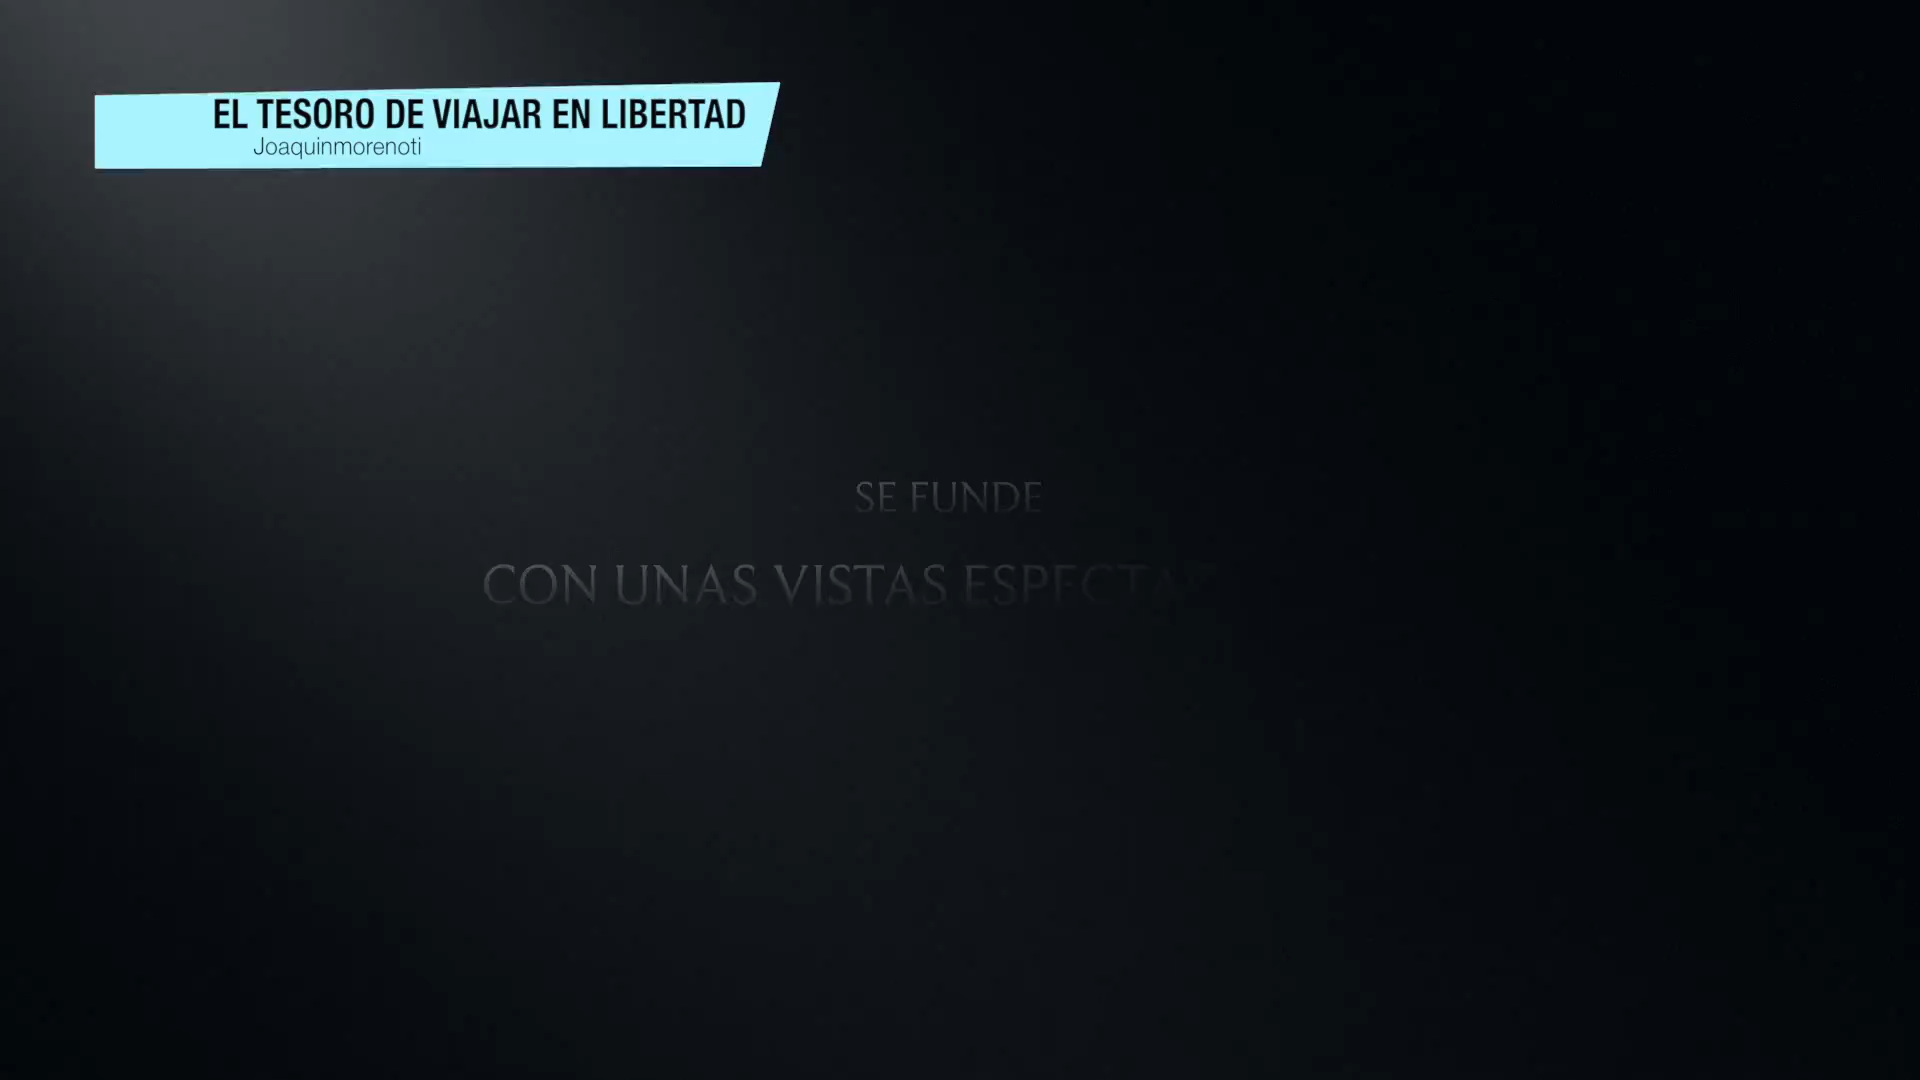 EL TESORO DE VIAJAR EN LIBERTAD
Joaquinmorenoti
SE FUNDE
CON UNAS VISTAS